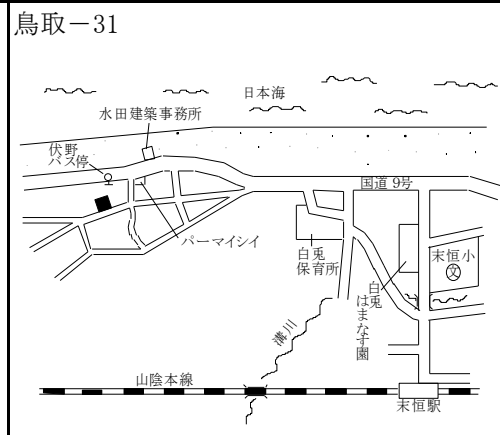 鳥取－31
日本海
水田建築事務所
伏野
バス停
国道 9号
パーマイシイ
白兎
保育所
末恒小
文
白兎
はまなす園
溝川
山陰本線
末恒駅